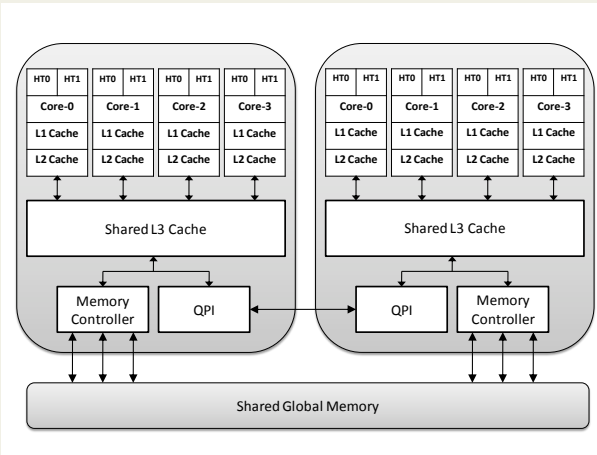 HT0 HT1 HT0 HT1 HT0 HT1 HT0 HT1 HT0 HT1 HT0 HT1 HT0 HT1 HT0 HT1
Core-0 Core-1 Core-2 Core-3 Core-0 Core-1 Core-2 Core-3
L1 Cache L1 Cache L1 Cache L1 Cache L1 Cache L1 Cache L1 Cache L1 Cache
L2 Cache L2 Cache L2 Cache L2 Cache L2 Cache L2 Cache L2 Cache L2 Cache
Shared L3 Cache Shared L3 Cache
Memory Controller QPI QPI Memory Controller
Shared Global Memory